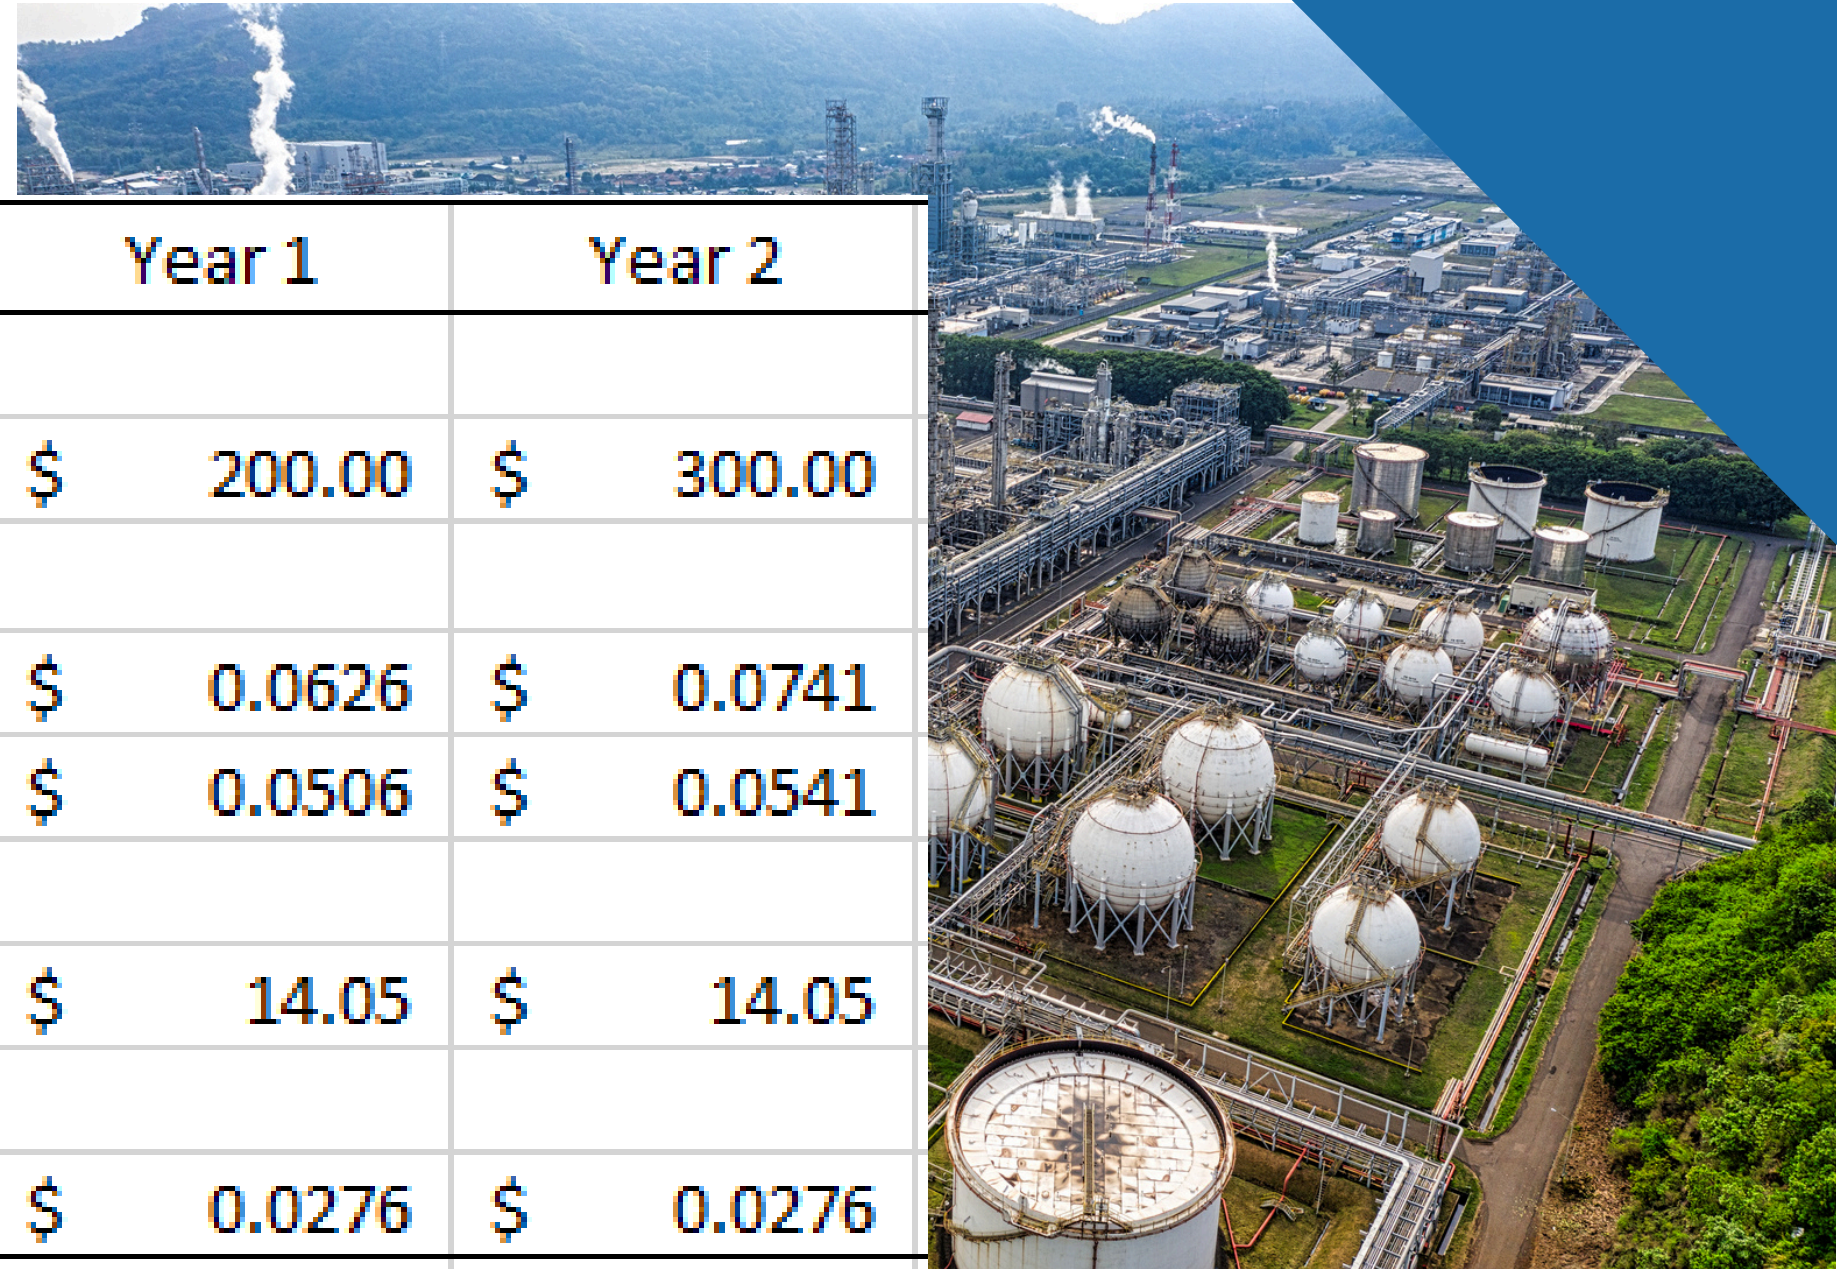 Year 1 Year 2
$ 200.00 $ 300.00
$ 0.0626 $ 0.0741
$ 0.0506 $ 0.0541
$ 14.05 $ 14.05
$ 0.0276 $ 0.0276